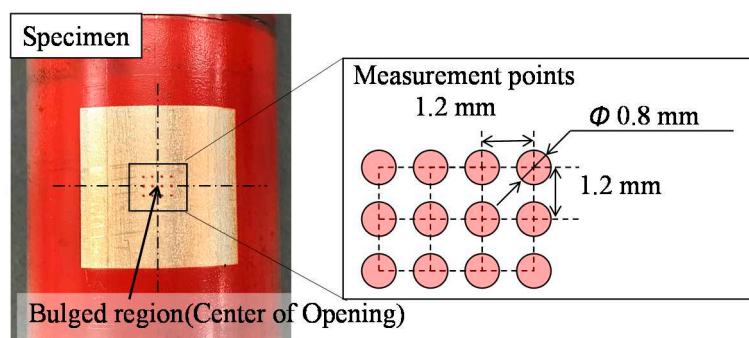 Specimen
Measurement points
1.2 mm
Φ 0.8 mm
1.2 mm
Bulged region(Center of Opening)